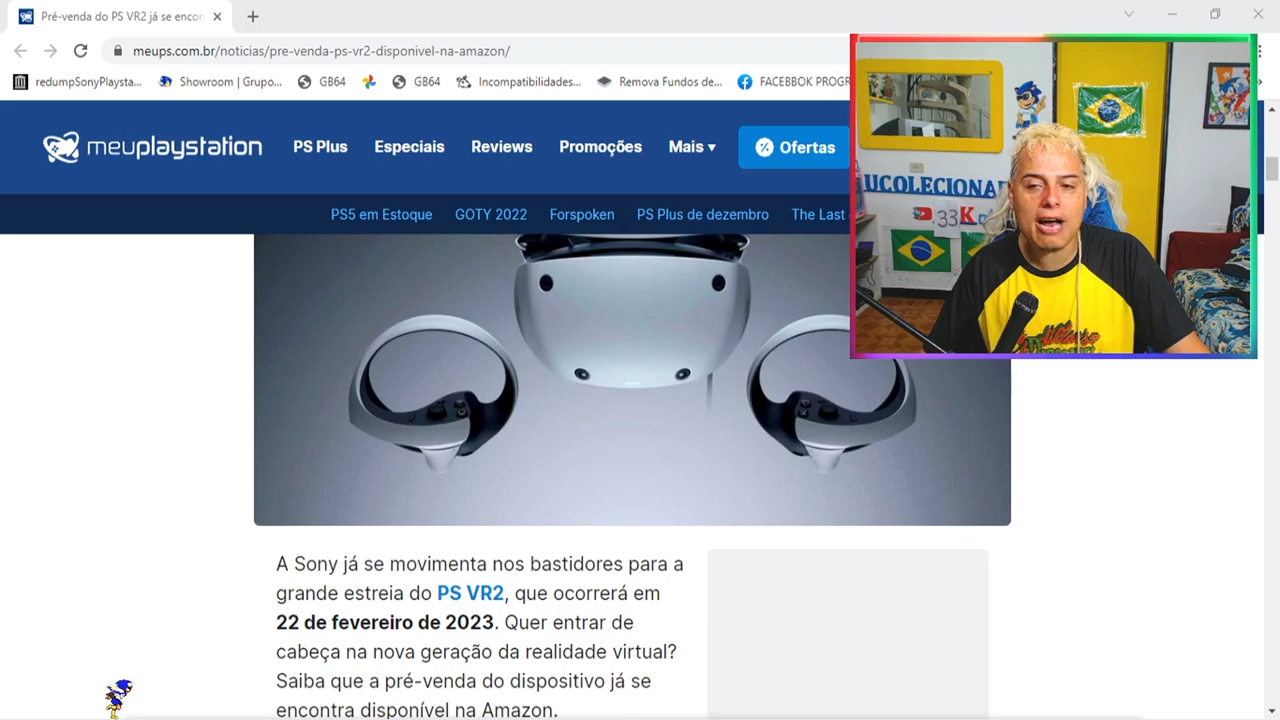 Pré-venda do PS VR2 já se encon
meups.com.br/noticias/pre-venda-ps-vr2-disponivel-na-amazon/
redumpSonyPlaysta... Showroom | Grupo... GB64 GB64 Incompatibilidades... Remova Fundos de... FACEBBOK PROGR
meuplaystation PS Plus Especiais Reviews Promoções Mais ▾ Ofertas
PS5 em Estoque GOTY 2022 Forspoken PS Plus de dezembro The Last
UCOLECIONA
.33K
A Sony já se movimenta nos bastidores para a
grande estreia do PS VR2, que ocorrerá em
22 de fevereiro de 2023. Quer entrar de
cabeça na nova geração da realidade virtual?
Saiba que a pré-venda do dispositivo já se
encontra disponível na Amazon.